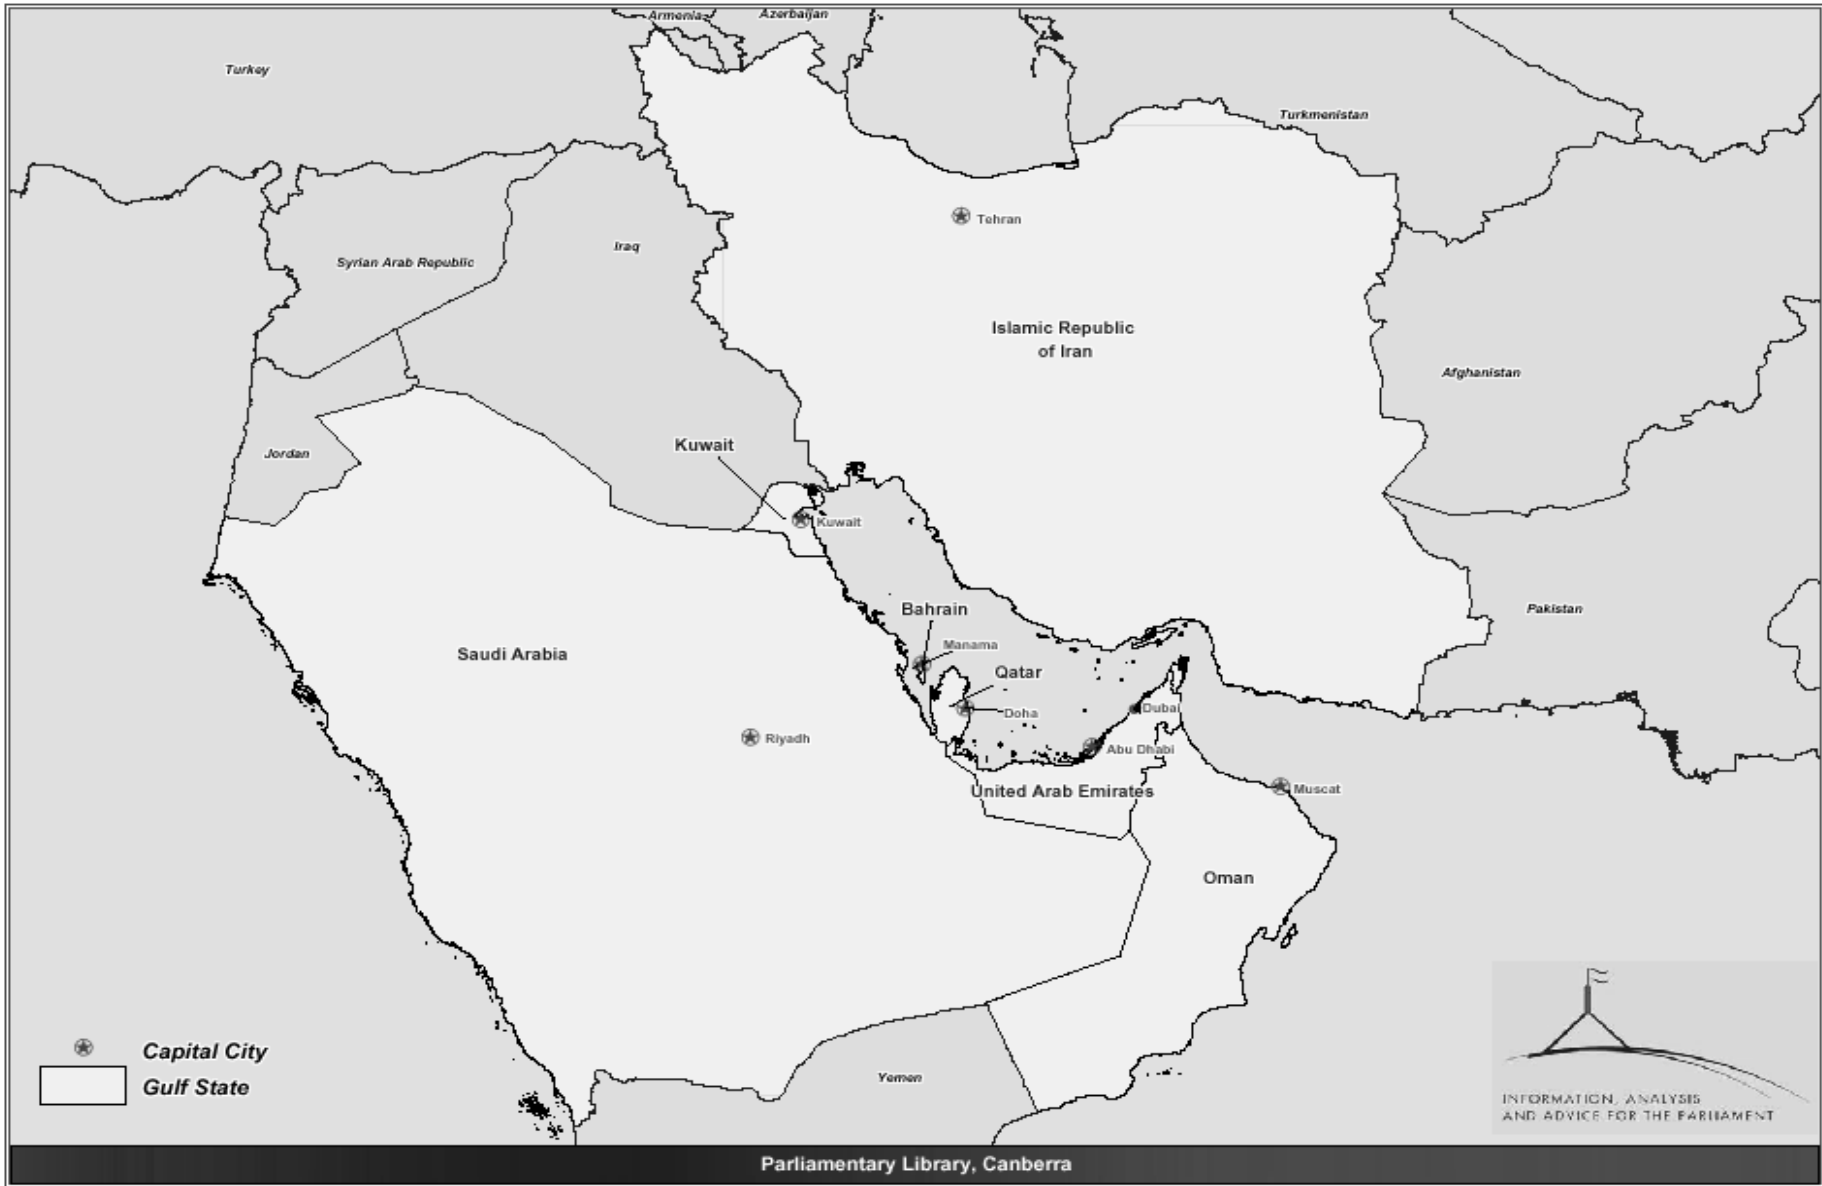 Armenia
Azerbaijan
Turkey
Turkmenistan
Tehran
Iraq
Syrian Arab Republic
Islamic Republic
of Iran
Afghanistan
Kuwait
Jordan
Kuwait
Bahrain
Pakistan
Manama
Saudi Arabia
Qatar
Doha
Dubai
Riyadh
Abu Dhabi
United Arab Emirates
Muscat
Oman
Capital City
Gulf State
Yemen
INFORMATION, ANALYSIS
AND ADVICE FOR THE PARLIAMENT
Parliamentary Library, Canberra